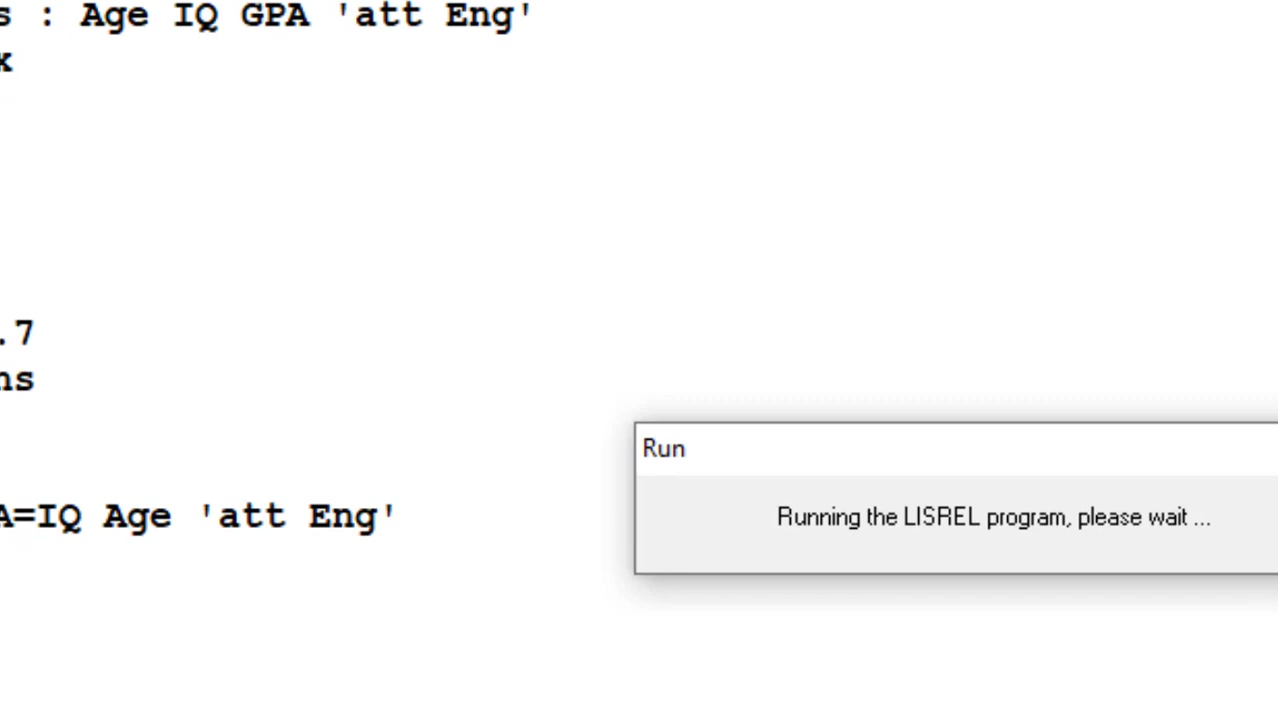 s : Age IQ GPA 'att Eng'
x
.7
ns
A=IQ Age 'att Eng'
Run
Running the LISREL program, please wait ...